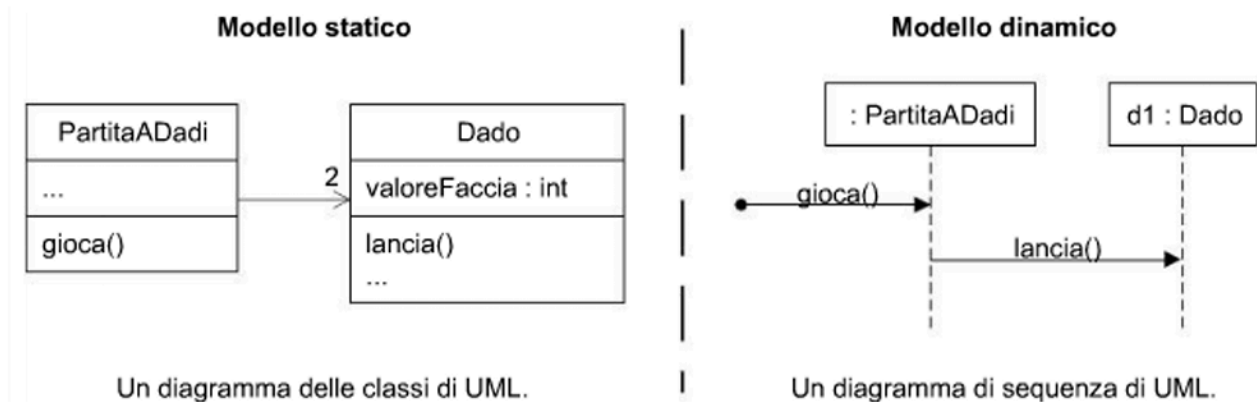 Modello statico
PartitaADadi
...
gioca()
2
Dado
valoreFaccia : int
lancia()
...
Un diagramma delle classi di UML.
Modello dinamico
: PartitaADadi
d1 : Dado
gioca()
lancia()
Un diagramma di sequenza di UML.